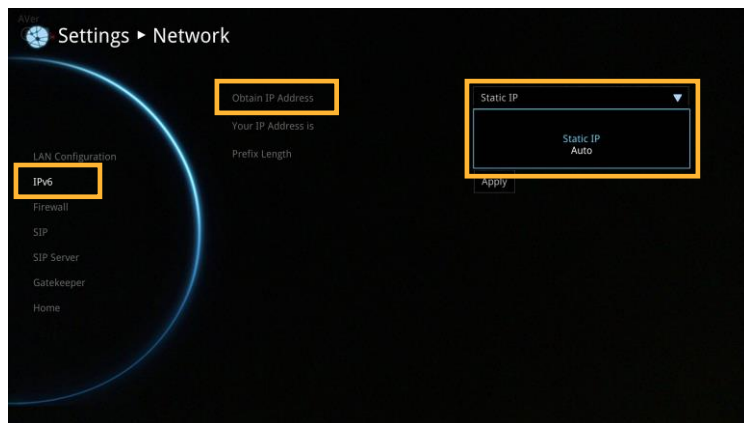 AVer
Settings ▸ Network
Obtain IP Address
Static IP
Your IP Address is
Static IP
Auto
Prefix Length
Apply
LAN Configuration
IPv6
Firewall
SIP
SIP Server
Gatekeeper
Home